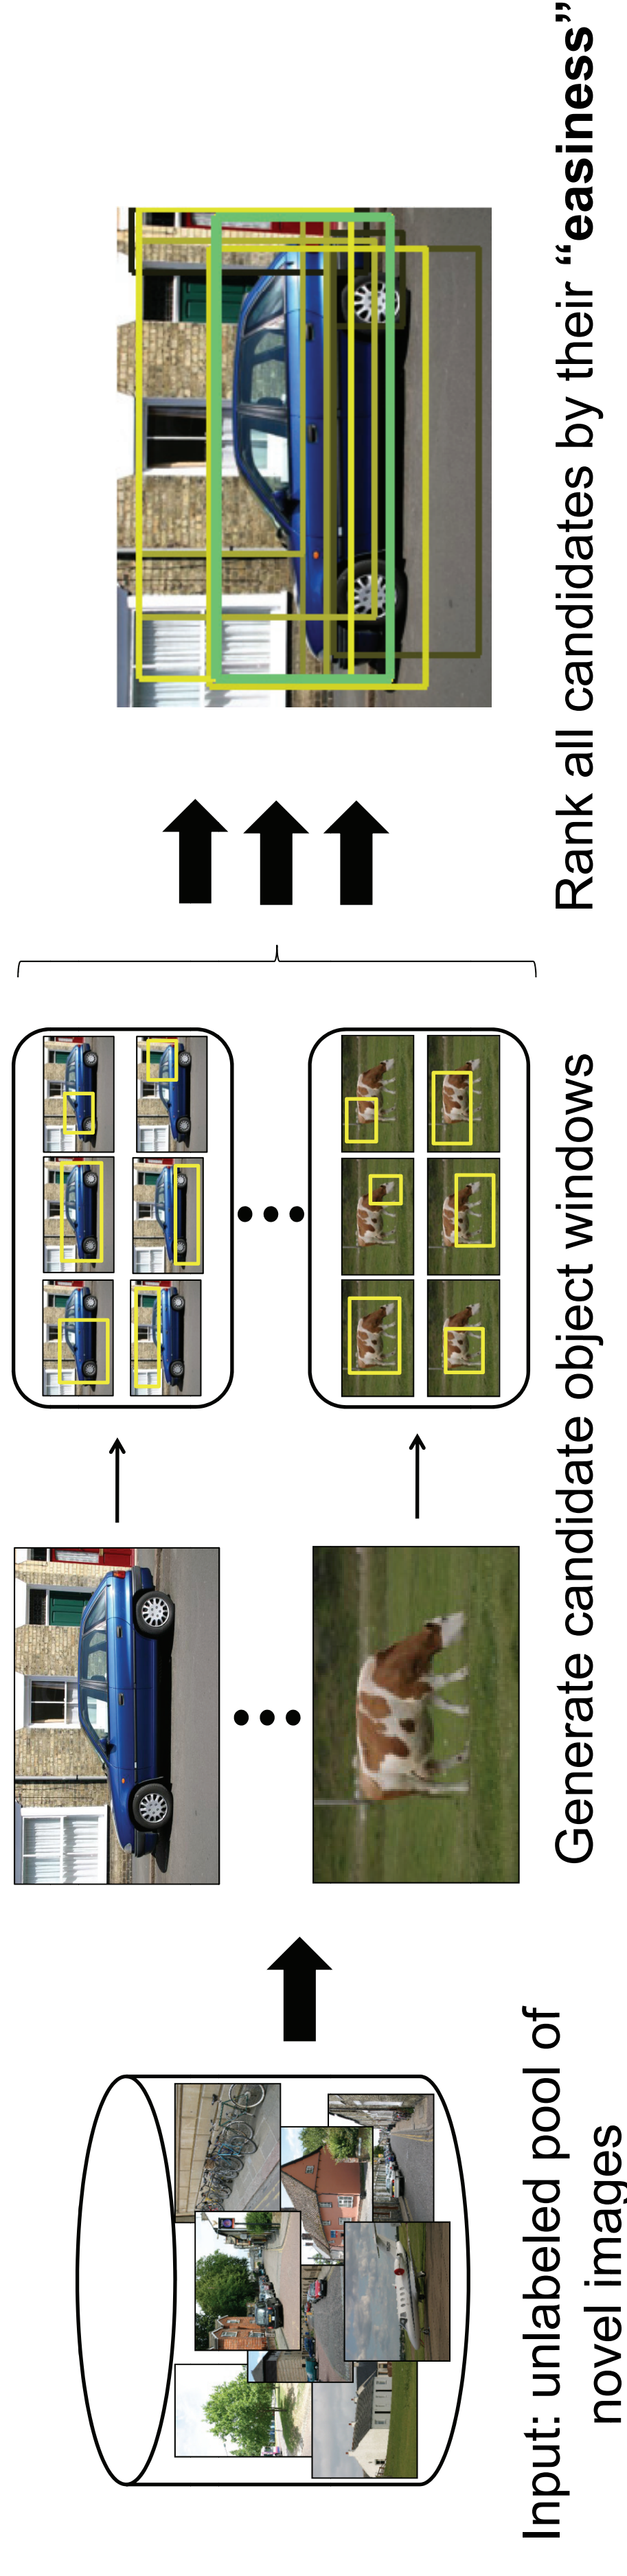 Input: unlabeled pool of
novel images
Generate candidate object windows
Rank all candidates by their “easiness”